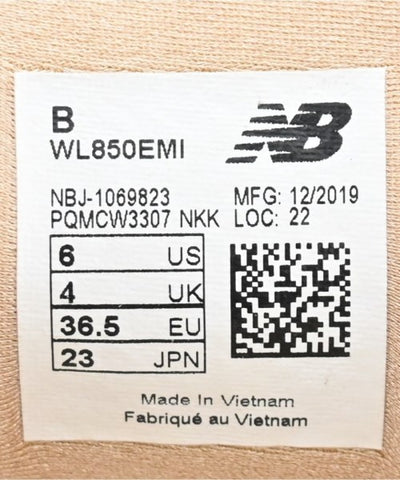 B
WL850EMI
NB
NBJ-1069823 MFG: 12/2019
PQMCW3307 NKK LOC: 22
6 US
4 UK
36.5 EU
23 JPN
Made In Vietnam
Fabriqué au Vietnam